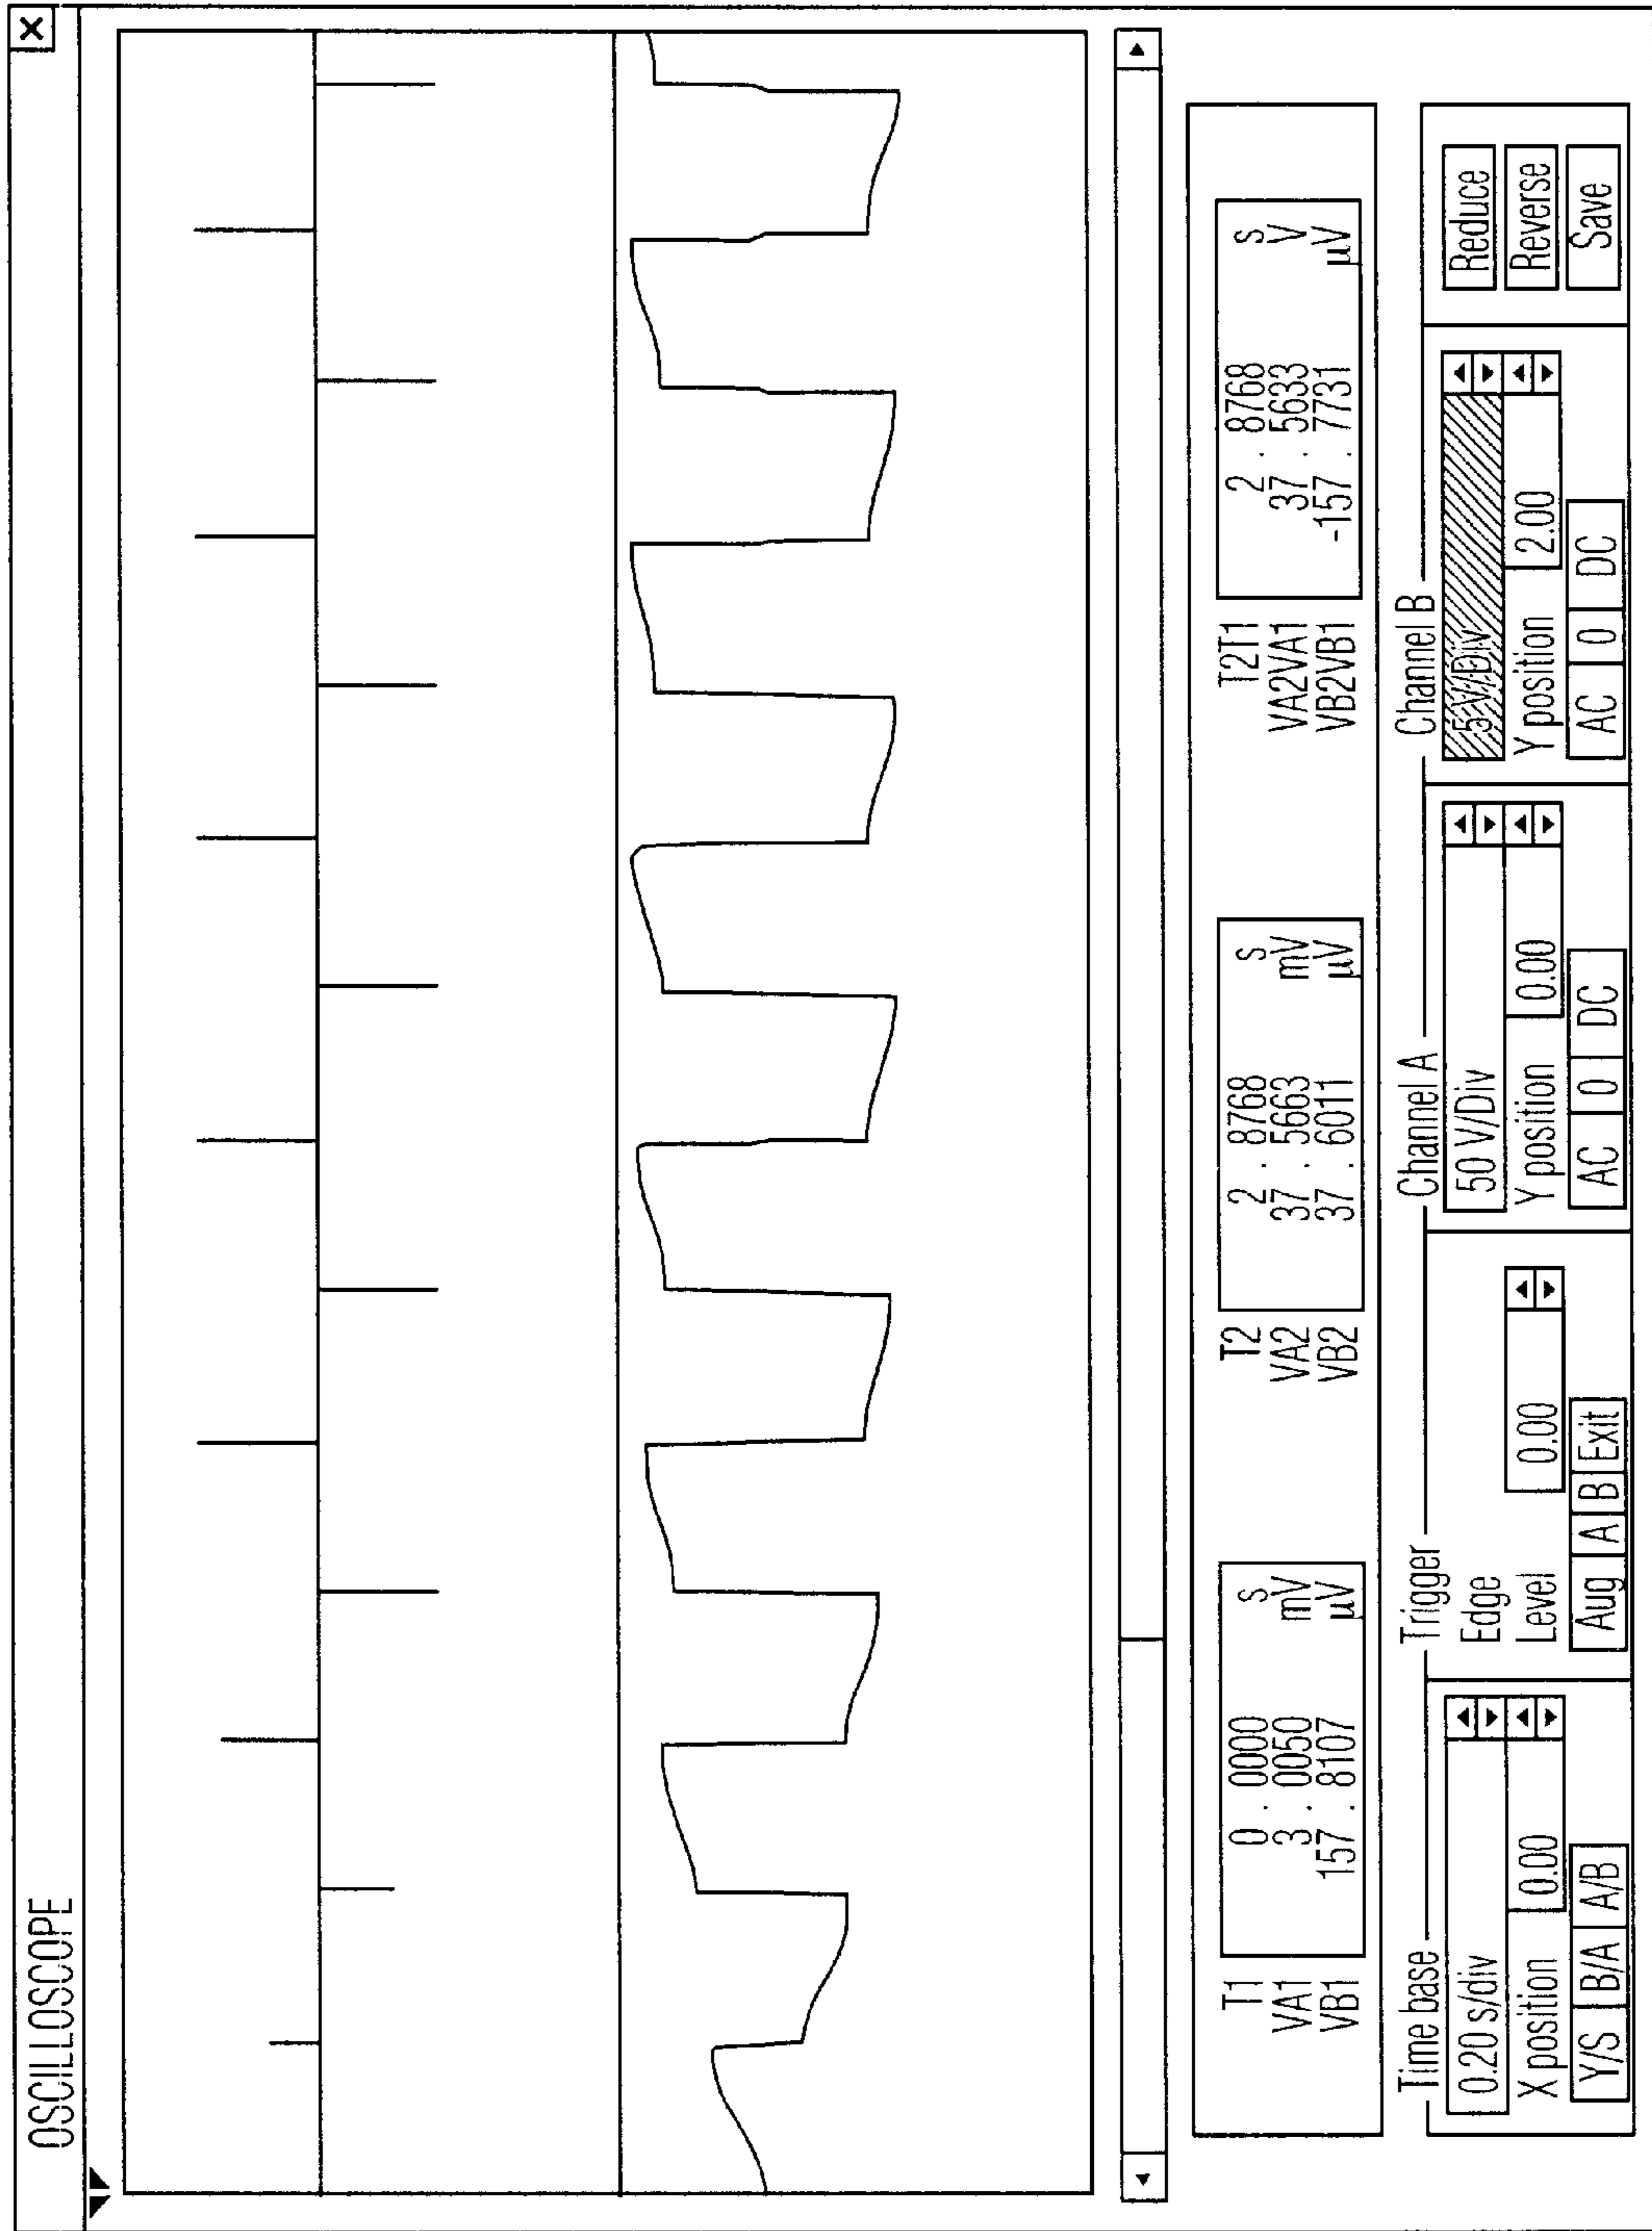 OSCILLOSCOPE
T1 0 . 0000 s
VA1 3 . 0050 mV
VB1 157 . 8107 µV
T2 2 . 8768 s
VA2 37 . 5663 mV
VB2 37 . 6011 µV
T2T1 2 . 8768 s
VA2VA1 37 . 5633 V
VB2VB1 -157 . 7731 µV
Time base
0.20 s/div
X position 0.00
Y/S B/A A/B
Trigger
Edge
Level 0.00
Aug A B Exit
Channel A
50 V/Div
Y position 0.00
AC 0 DC
Channel B
5 V/Div
Y position 2.00
AC 0 DC
Reduce
Reverse
Save